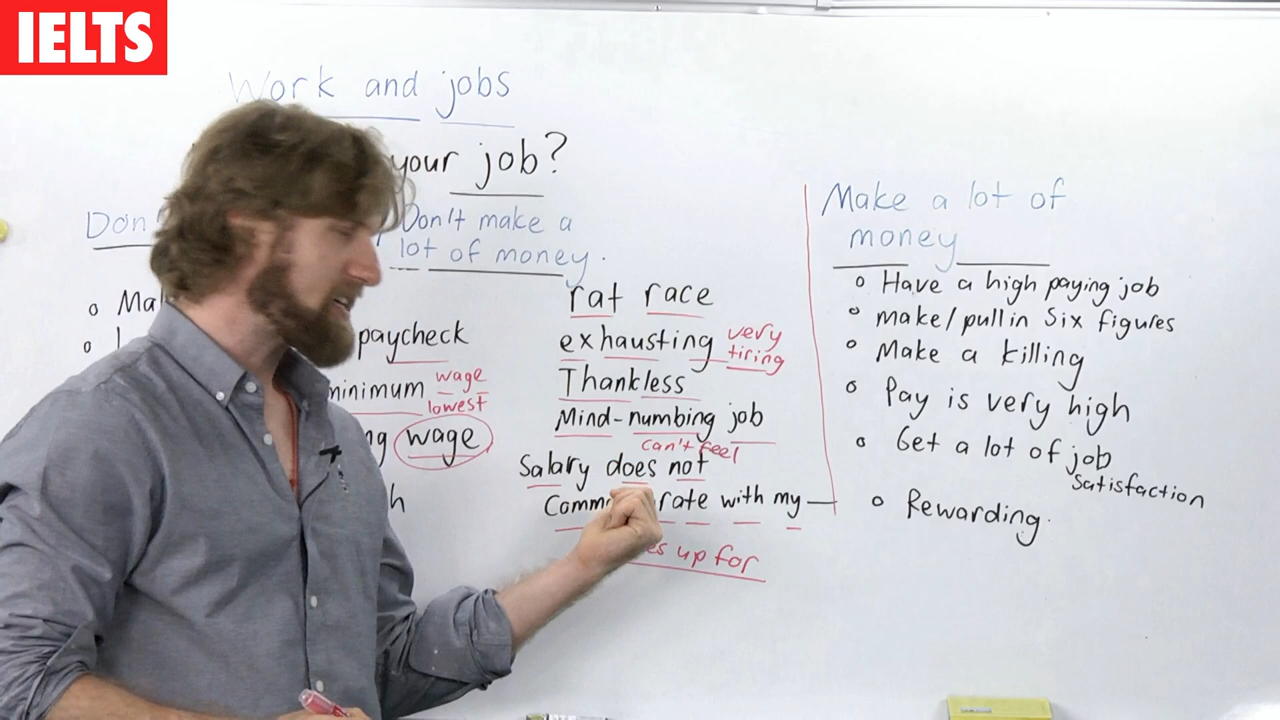 IELTS
Work and jobs
your job?
Don't make a
lot of money.
paycheck
minimum wage
lowest
wage
rat race
exhausting very
tiring
Thankless
Mind-numbing job
can't feel
Salary does not
with my —
up for
Make a lot of
money
o Have a high paying job
o make/pull in Six figures
o Make a killing
o Pay is very high
o Get a lot of job
satisfaction
o Rewarding.